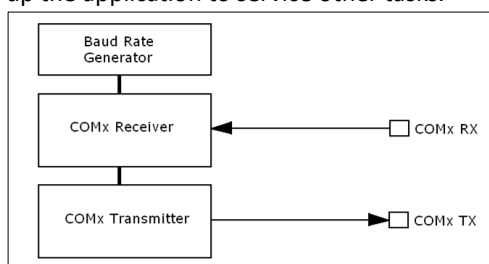 up the application to service other tasks.
Baud Rate
Generator
COMx Receiver
COMx RX
COMx Transmitter
COMx TX